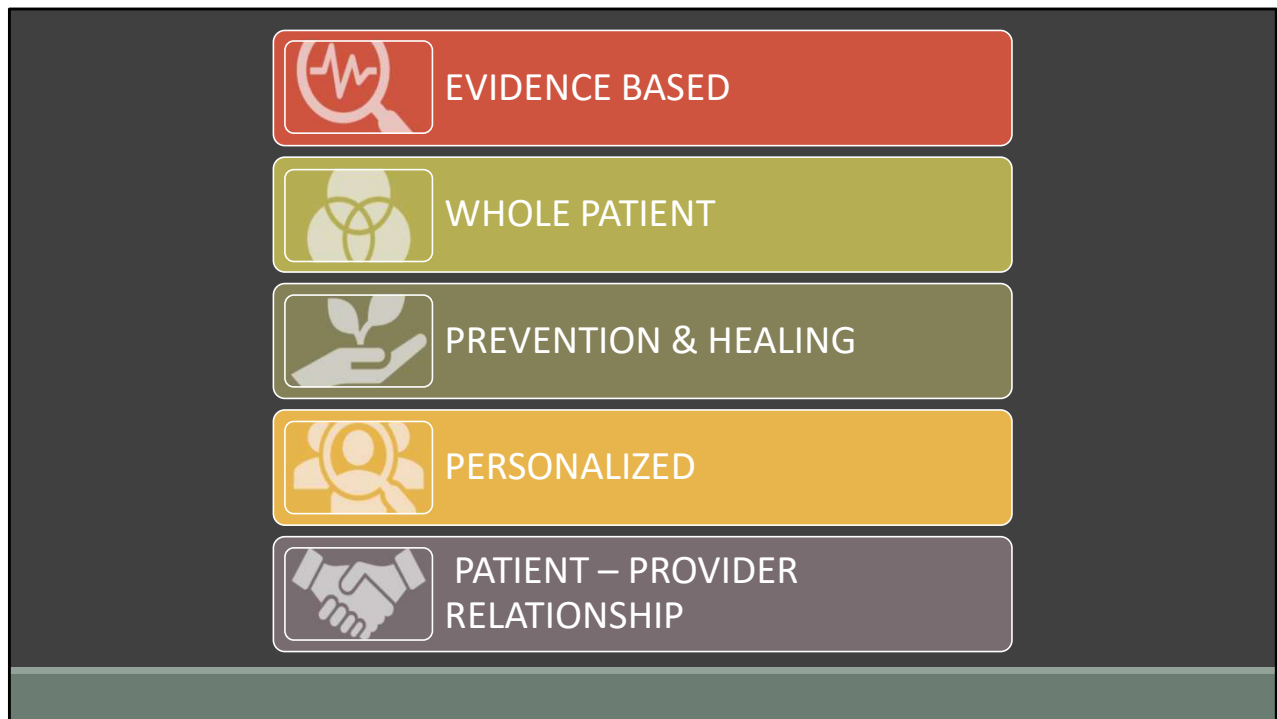 EVIDENCE BASED
WHOLE PATIENT
PREVENTION & HEALING
PERSONALIZED
PATIENT – PROVIDER
RELATIONSHIP